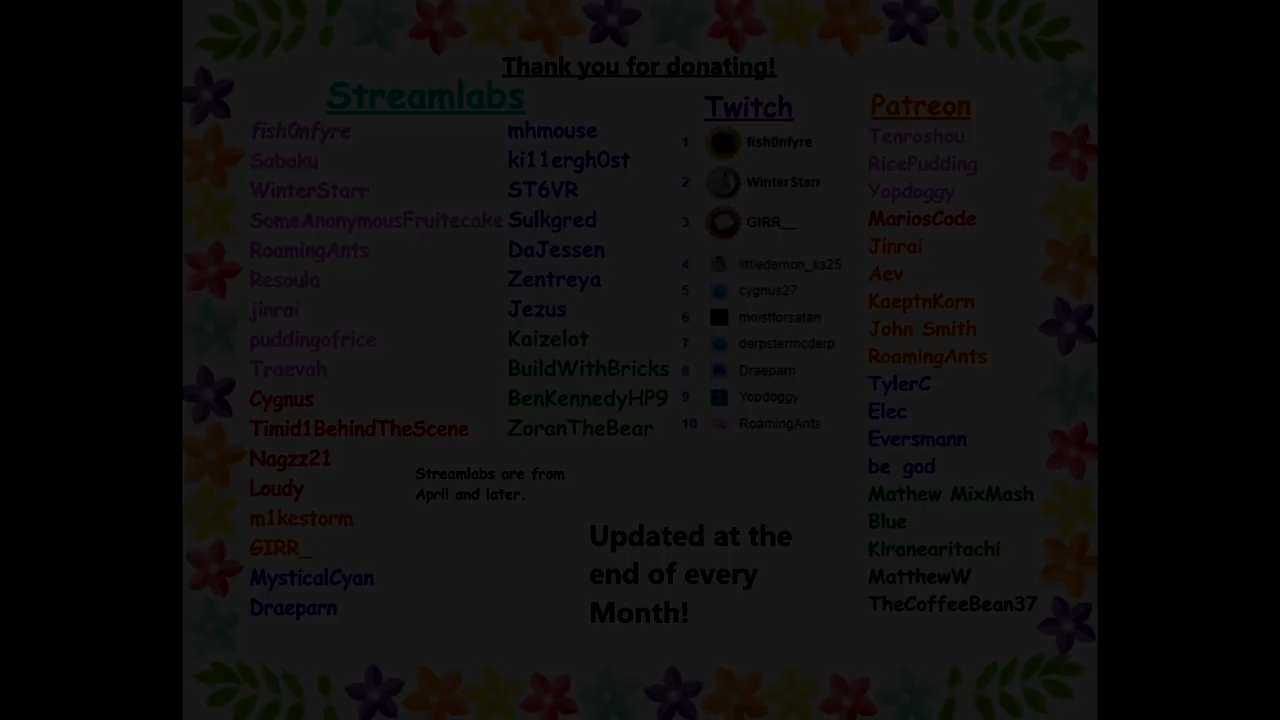 Thank you for donating!
Streamlabs
fish0nfyre
Sabaku
WinterStarr
SomeAnonymousFruitecake
RoamingAnts
Resoula
jinrai
puddingofrice
Traevah
Cygnus
Timid1BehindTheScene
Nagzz21
Loudy
m1kestorm
GIRR_
MysticalCyan
Draeparn
mhmouse
ki11ergh0st
ST6VR
Sulkgred
DaJessen
Zentreya
Jezus
Kaizelot
BuildWithBricks
BenKennedyHP9
ZoranTheBear
Streamlabs are from
April and later.
Twitch
1 fish0nfyre
2 WinterStarr
3 GIRR__
4 littledemon_ks25
5 cygnus27
6 moistforsatan
7 derpstermcderp
8 Draeparn
9 Yopdoggy
10 RoamingAnts
Updated at the
end of every
Month!
Patreon
Tenroshou
RicePudding
Yopdoggy
MariosCode
Jinrai
Aev
KaeptnKorn
John Smith
RoamingAnts
TylerC
Elec
Eversmann
be god
Mathew MixMash
Blue
Kiranearitachi
MatthewW
TheCoffeeBean37